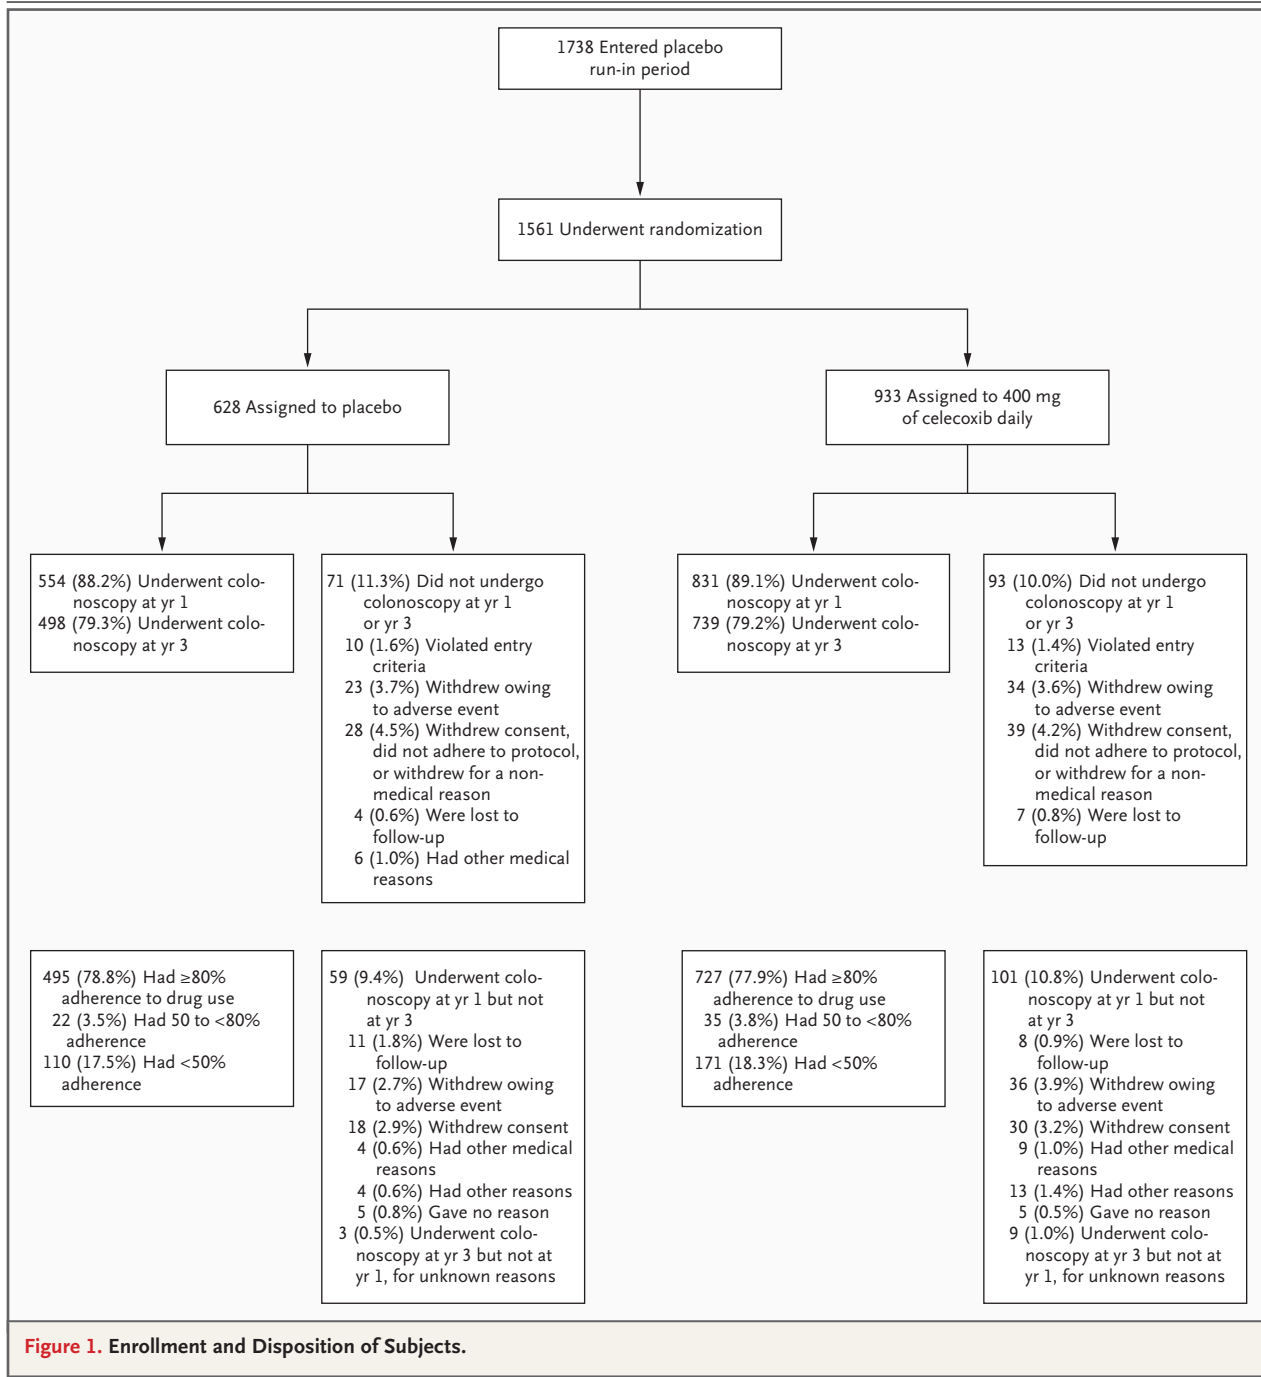 1738 Entered placebo
run-in period
1561 Underwent randomization
628 Assigned to placebo
933 Assigned to 400 mg
of celecoxib daily
554 (88.2%) Underwent colo-
noscopy at yr 1
498 (79.3%) Underwent colo-
noscopy at yr 3
71 (11.3%) Did not undergo
colonoscopy at yr 1
or yr 3
10 (1.6%) Violated entry
criteria
23 (3.7%) Withdrew owing
to adverse event
28 (4.5%) Withdrew consent,
did not adhere to protocol,
or withdrew for a non-
medical reason
4 (0.6%) Were lost to
follow-up
6 (1.0%) Had other medical
reasons
831 (89.1%) Underwent colo-
noscopy at yr 1
739 (79.2%) Underwent colo-
noscopy at yr 3
93 (10.0%) Did not undergo
colonoscopy at yr 1
or yr 3
13 (1.4%) Violated entry
criteria
34 (3.6%) Withdrew owing
to adverse event
39 (4.2%) Withdrew consent,
did not adhere to protocol,
or withdrew for a non-
medical reason
7 (0.8%) Were lost to
follow-up
495 (78.8%) Had ≥80%
adherence to drug use
22 (3.5%) Had 50 to <80%
adherence
110 (17.5%) Had <50%
adherence
59 (9.4%) Underwent colo-
noscopy at yr 1 but not
at yr 3
11 (1.8%) Were lost to
follow-up
17 (2.7%) Withdrew owing
to adverse event
18 (2.9%) Withdrew consent
4 (0.6%) Had other medical
reasons
4 (0.6%) Had other reasons
5 (0.8%) Gave no reason
3 (0.5%) Underwent colo-
noscopy at yr 3 but not at
yr 1, for unknown reasons
727 (77.9%) Had ≥80%
adherence to drug use
35 (3.8%) Had 50 to <80%
adherence
171 (18.3%) Had <50%
adherence
101 (10.8%) Underwent colo-
noscopy at yr 1 but not
at yr 3
8 (0.9%) Were lost to
follow-up
36 (3.9%) Withdrew owing
to adverse event
30 (3.2%) Withdrew consent
9 (1.0%) Had other medical
reasons
13 (1.4%) Had other reasons
5 (0.5%) Gave no reason
9 (1.0%) Underwent colo-
noscopy at yr 3 but not at
yr 1, for unknown reasons
Figure 1. Enrollment and Disposition of Subjects.